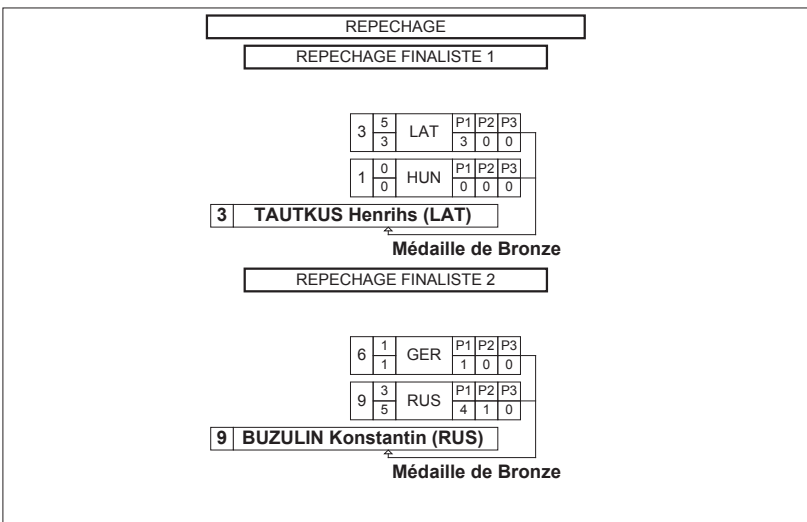 REPECHAGE
REPECHAGE FINALISTE 1
3 5 LAT P1 P2 P3
3 3 0 0
1 0 HUN P1 P2 P3
0 0 0 0
3 TAUTKUS Henrihs (LAT)
Médaille de Bronze
REPECHAGE FINALISTE 2
6 1 GER P1 P2 P3
1 1 0 0
9 3 RUS P1 P2 P3
5 4 1 0
9 BUZULIN Konstantin (RUS)
Médaille de Bronze